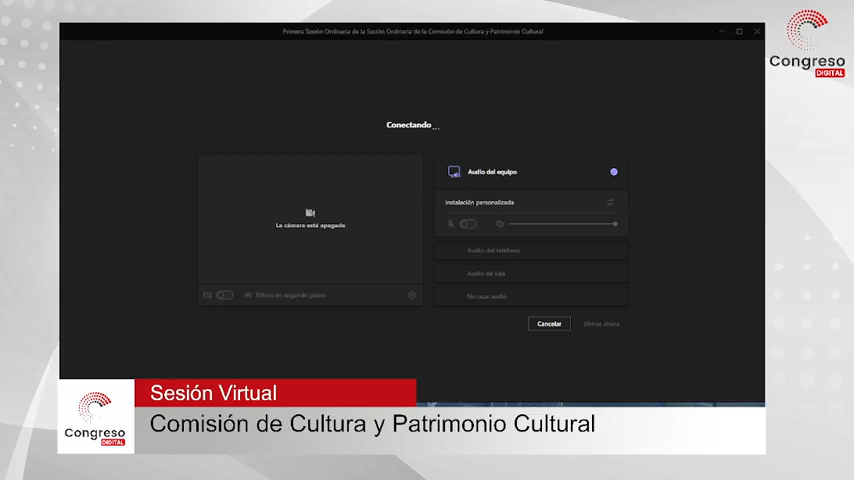 Primera Sesión Ordinaria de la Sesión Ordinaria de la Comisión de Cultura y Patrimonio Cultural
Congreso
DIGITAL
Conectando...
Audio del equipo
Instalación personalizada
La cámara está apagada
Audio del teléfono
Audio de sala
Filtros en segundo plano
No usar audio
Cancelar
Unirse ahora
Sesión Virtual
Comisión de Cultura y Patrimonio Cultural
Congreso
DIGITAL